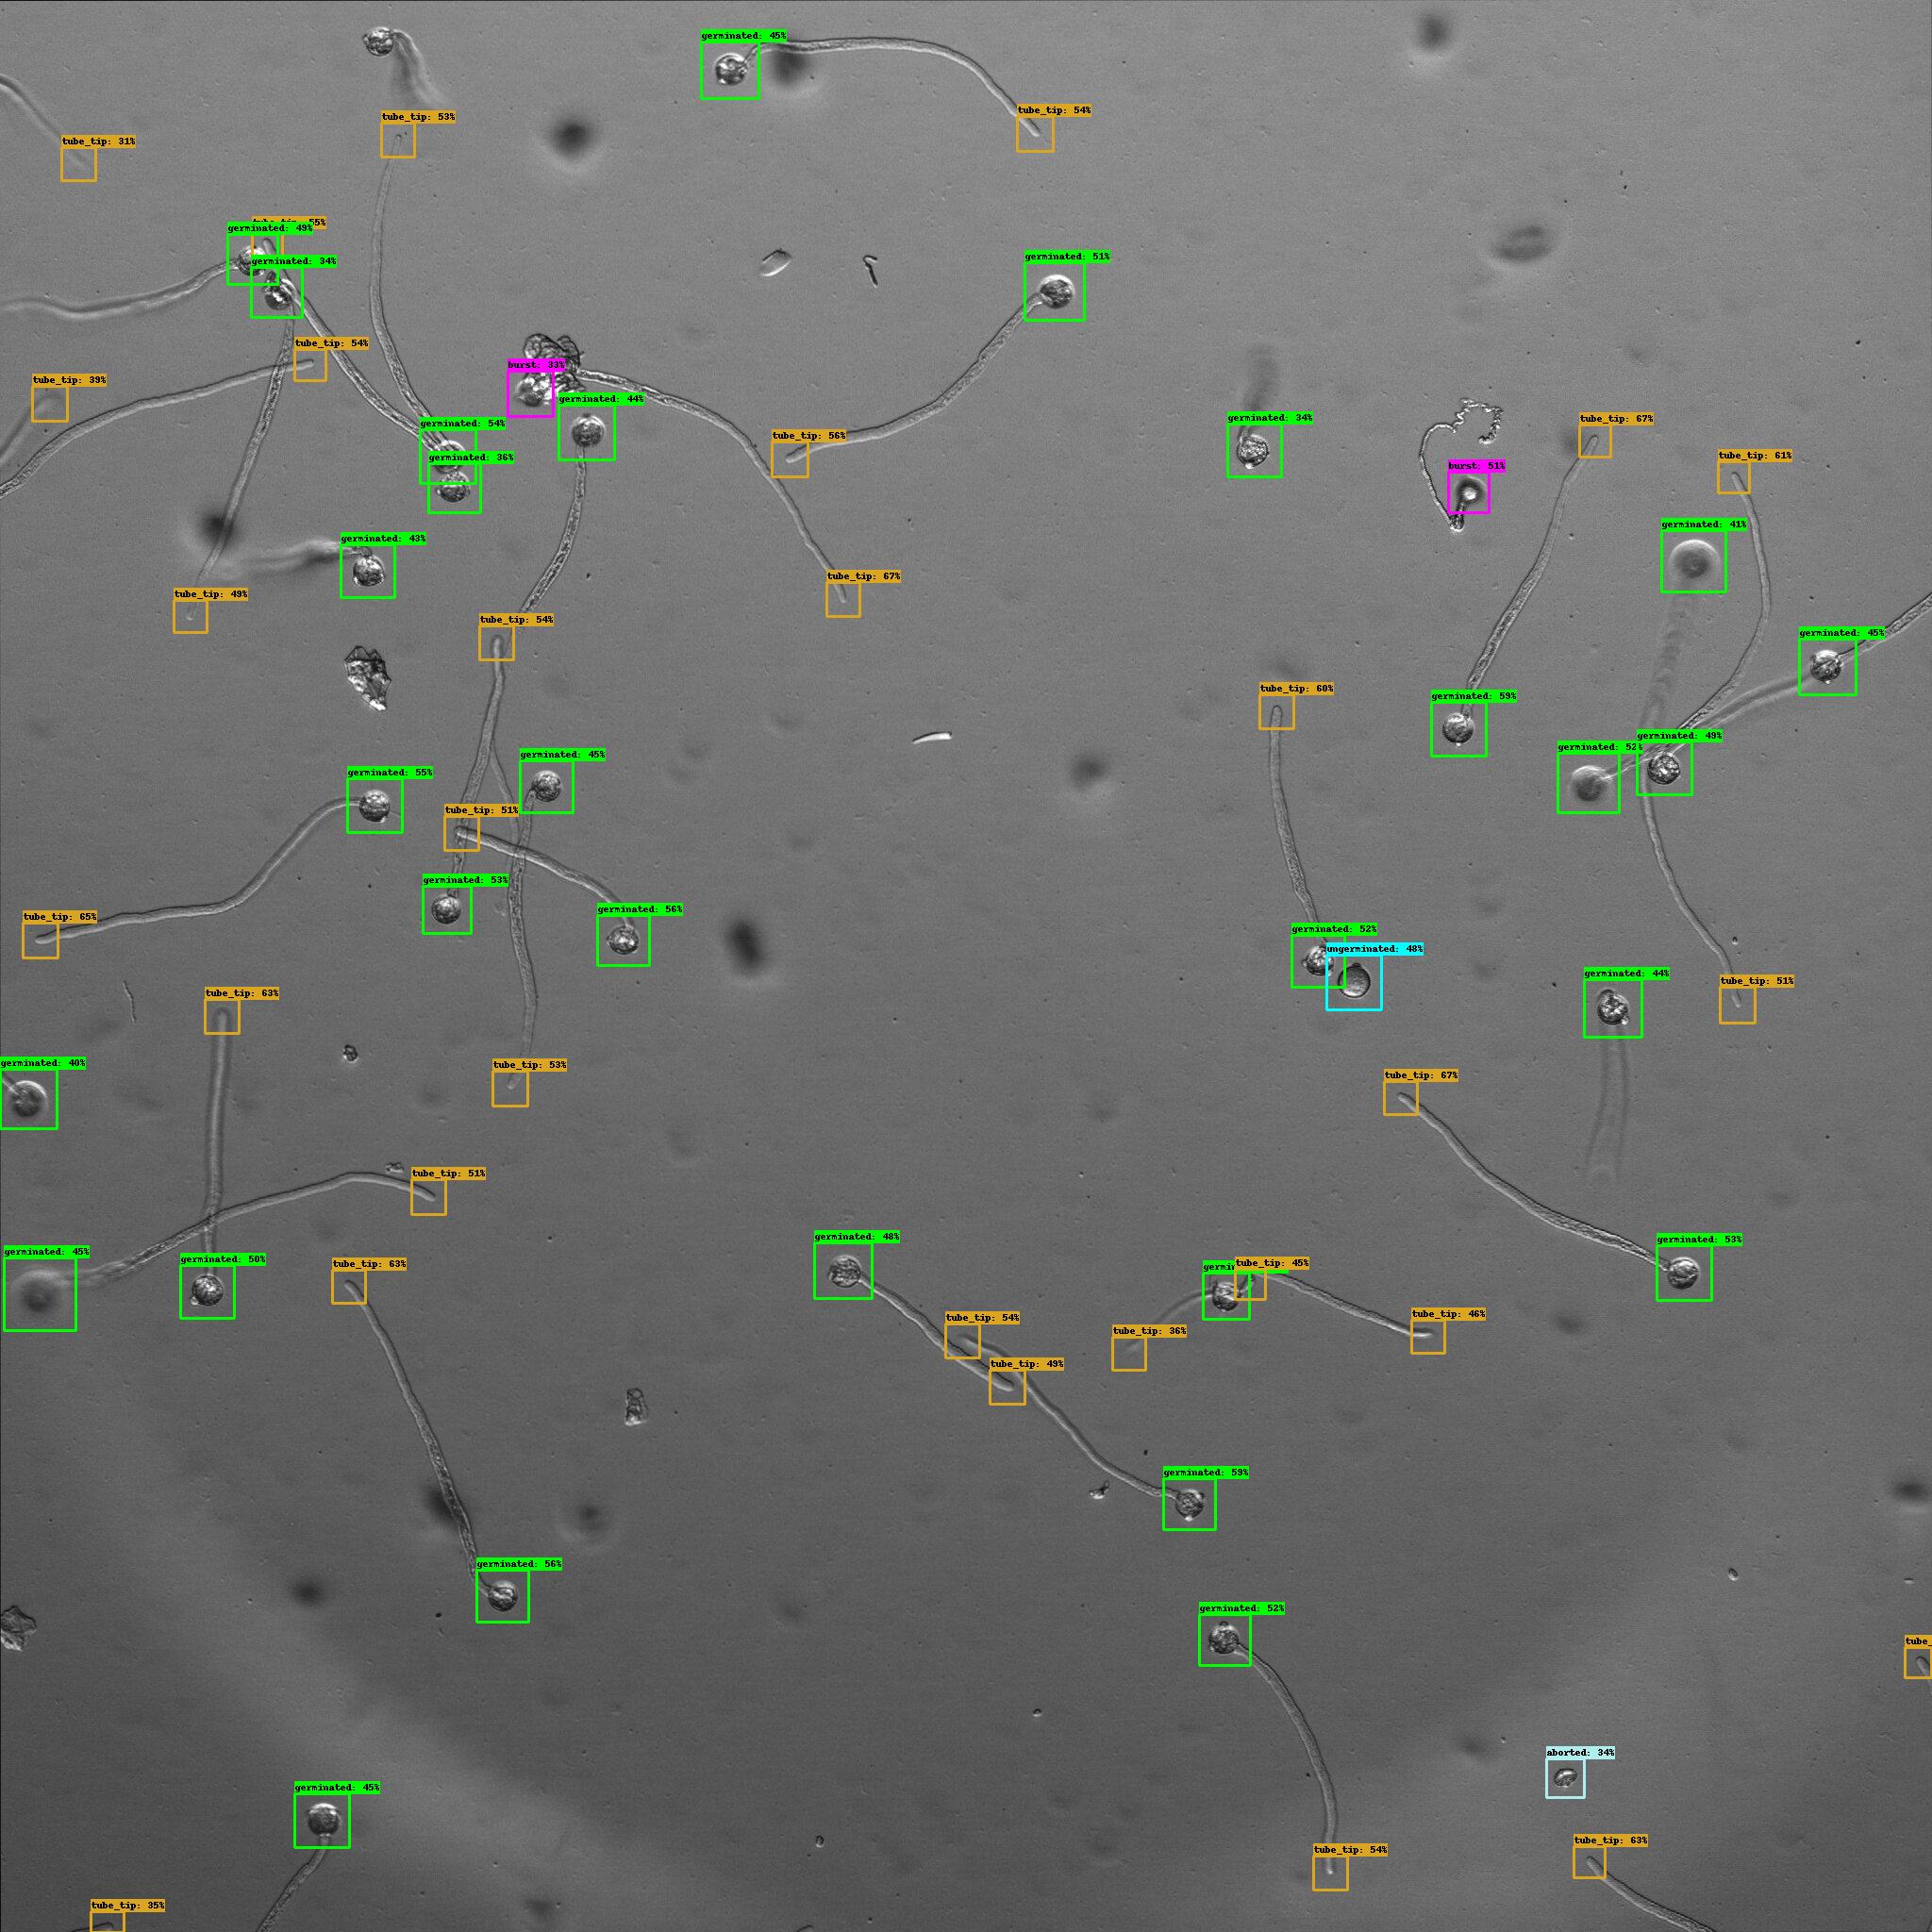 germinated: 45%
tube_tip: 54%
tube_tip: 53%
tube_tip: 31%
tube_tip: 55%
germinated: 49%
germinated: 34%
germinated: 51%
tube_tip: 54%
burst: 33%
tube_tip: 39%
germinated: 44%
germinated: 34%
tube_tip: 67%
germinated: 54%
tube_tip: 56%
tube_tip: 61%
germinated: 36%
burst: 51%
germinated: 41%
germinated: 43%
tube_tip: 67%
tube_tip: 49%
tube_tip: 54%
germinated: 45%
tube_tip: 60%
germinated: 59%
germinated: 49%
germinated: 52%
germinated: 45%
germinated: 55%
tube_tip: 51%
germinated: 53%
germinated: 56%
tube_tip: 65%
germinated: 52%
ungerminated: 48%
germinated: 44%
tube_tip: 51%
tube_tip: 63%
germinated: 40%
tube_tip: 53%
tube_tip: 67%
tube_tip: 51%
germinated: 48%
germinated: 53%
germinated: 45%
germinated: 50%
tube_tip: 63%
germin
tube_tip: 45%
tube_tip: 46%
tube_tip: 54%
tube_tip: 36%
tube_tip: 49%
germinated: 59%
germinated: 56%
germinated: 52%
tube_
aborted: 34%
germinated: 45%
tube_tip: 63%
tube_tip: 54%
tube_tip: 35%